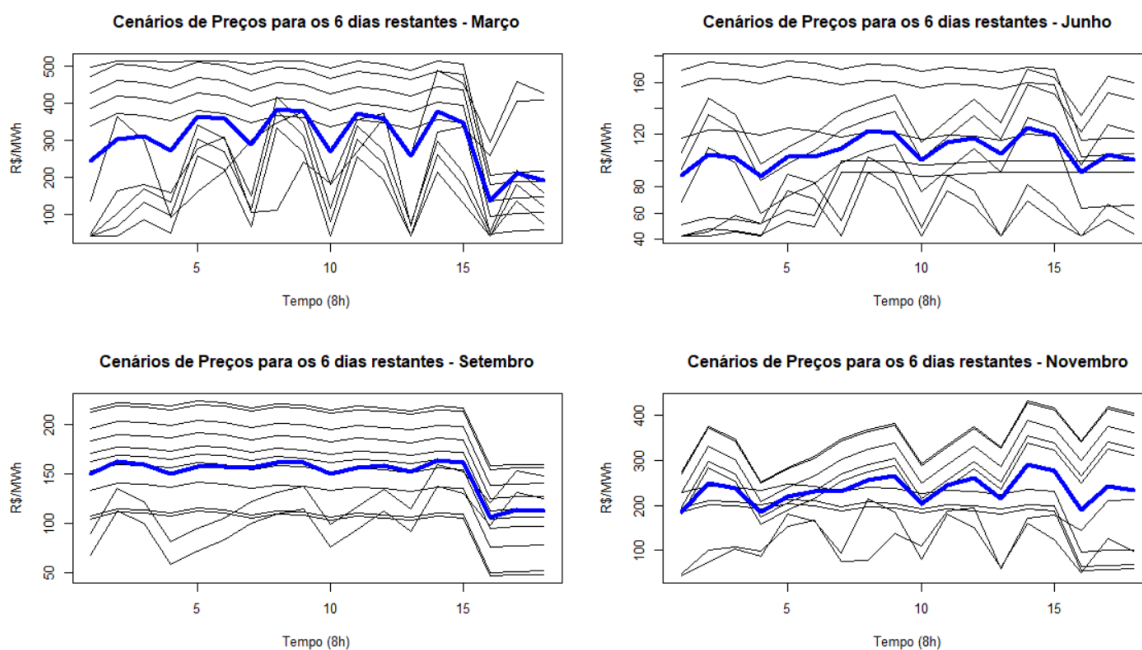 Cenários de Preços para os 6 dias restantes - Março
R$/MWh
100 200 300 400 500
5 10 15
Tempo (8h)
Cenários de Preços para os 6 dias restantes - Junho
R$/MWh
40 60 80 120 160
5 10 15
Tempo (8h)
Cenários de Preços para os 6 dias restantes - Setembro
R$/MWh
50 100 150 200
5 10 15
Tempo (8h)
Cenários de Preços para os 6 dias restantes - Novembro
R$/MWh
100 200 300 400
5 10 15
Tempo (8h)